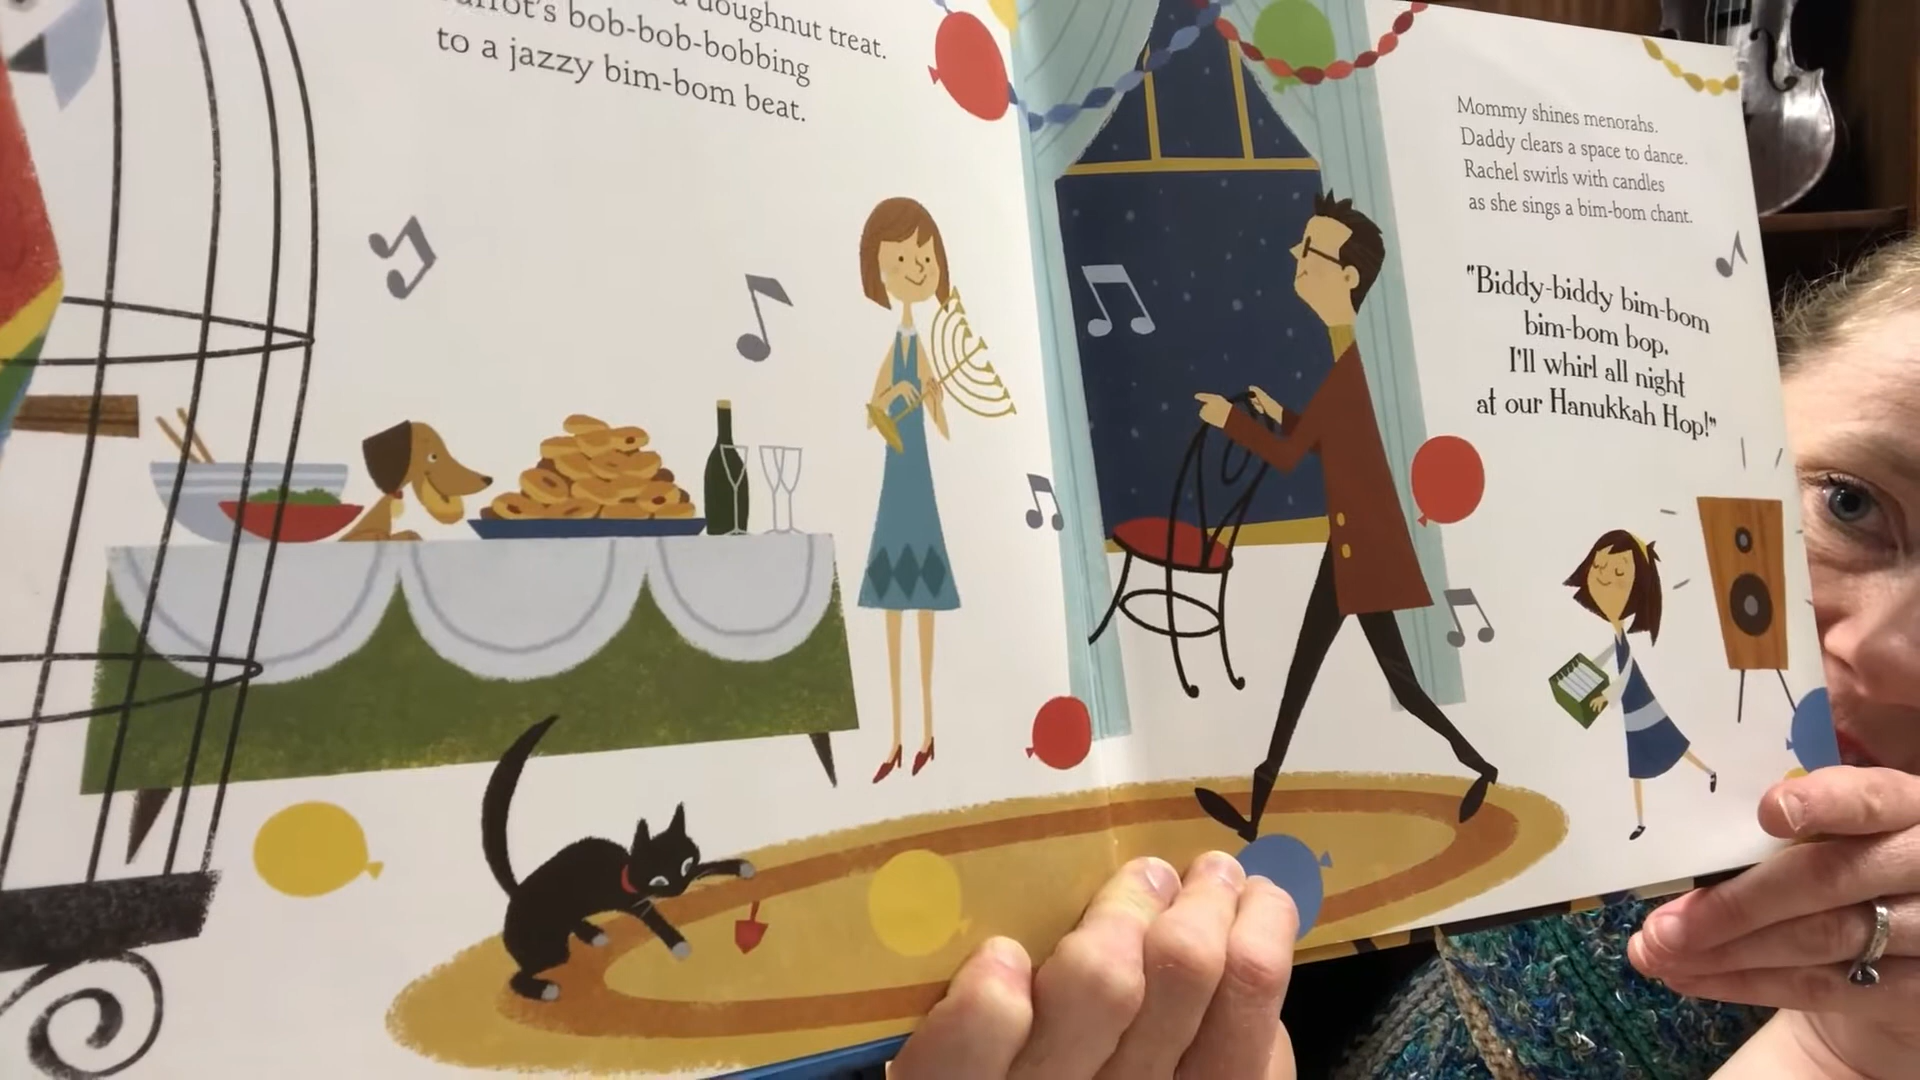 doughnut treat.
bob-bob-bobbing
to a jazzy bim-bom beat.
Mommy shines menorahs.
Daddy clears a space to dance.
Rachel swirls with candles
as she sings a bim-bom chant.
"Biddy-biddy bim-bom
bim-bom bop.
I'll whirl all night
at our Hanukkah Hop!"